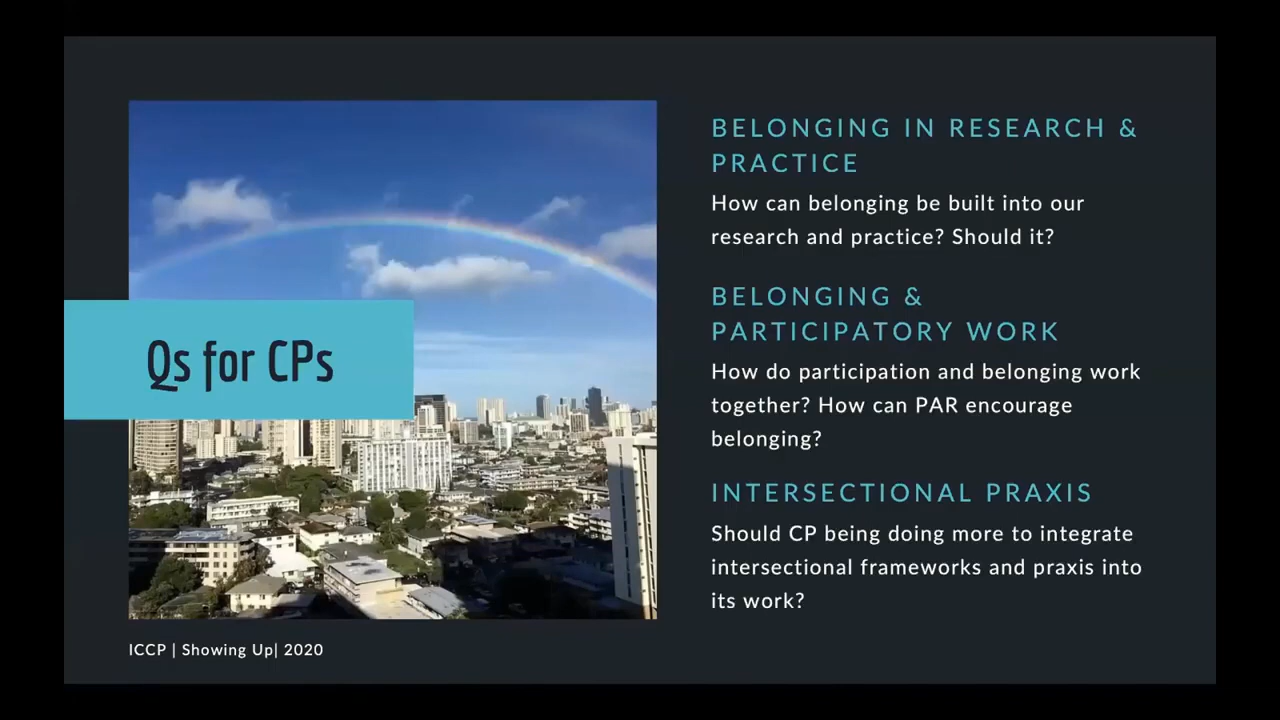 Qs for CPs
BELONGING IN RESEARCH &
PRACTICE
How can belonging be built into our
research and practice? Should it?
BELONGING &
PARTICIPATORY WORK
How do participation and belonging work
together? How can PAR encourage
belonging?
INTERSECTIONAL PRAXIS
Should CP being doing more to integrate
intersectional frameworks and praxis into
its work?
ICCP | Showing Up| 2020